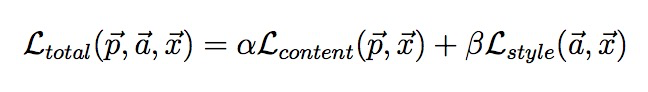 ℒ_total(p⃗, a⃗, x⃗) = αℒ_content(p⃗, x⃗) + βℒ_style(a⃗, x⃗)